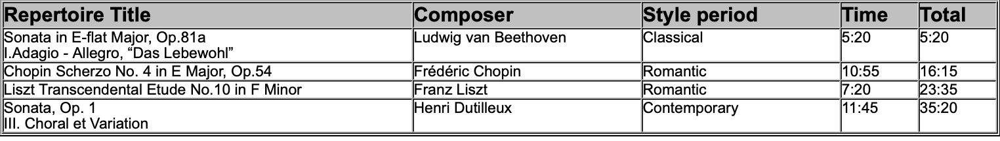 Repertoire Title Composer Style period Time Total
Sonata in E-flat Major, Op.81a Ludwig van Beethoven Classical 5:20 5:20
I.Adagio - Allegro, “Das Lebewohl”
Chopin Scherzo No. 4 in E Major, Op.54 Frédéric Chopin Romantic 10:55 16:15
Liszt Transcendental Etude No.10 in F Minor Franz Liszt Romantic 7:20 23:35
Sonata, Op. 1 Henri Dutilleux Contemporary 11:45 35:20
III. Choral et Variation